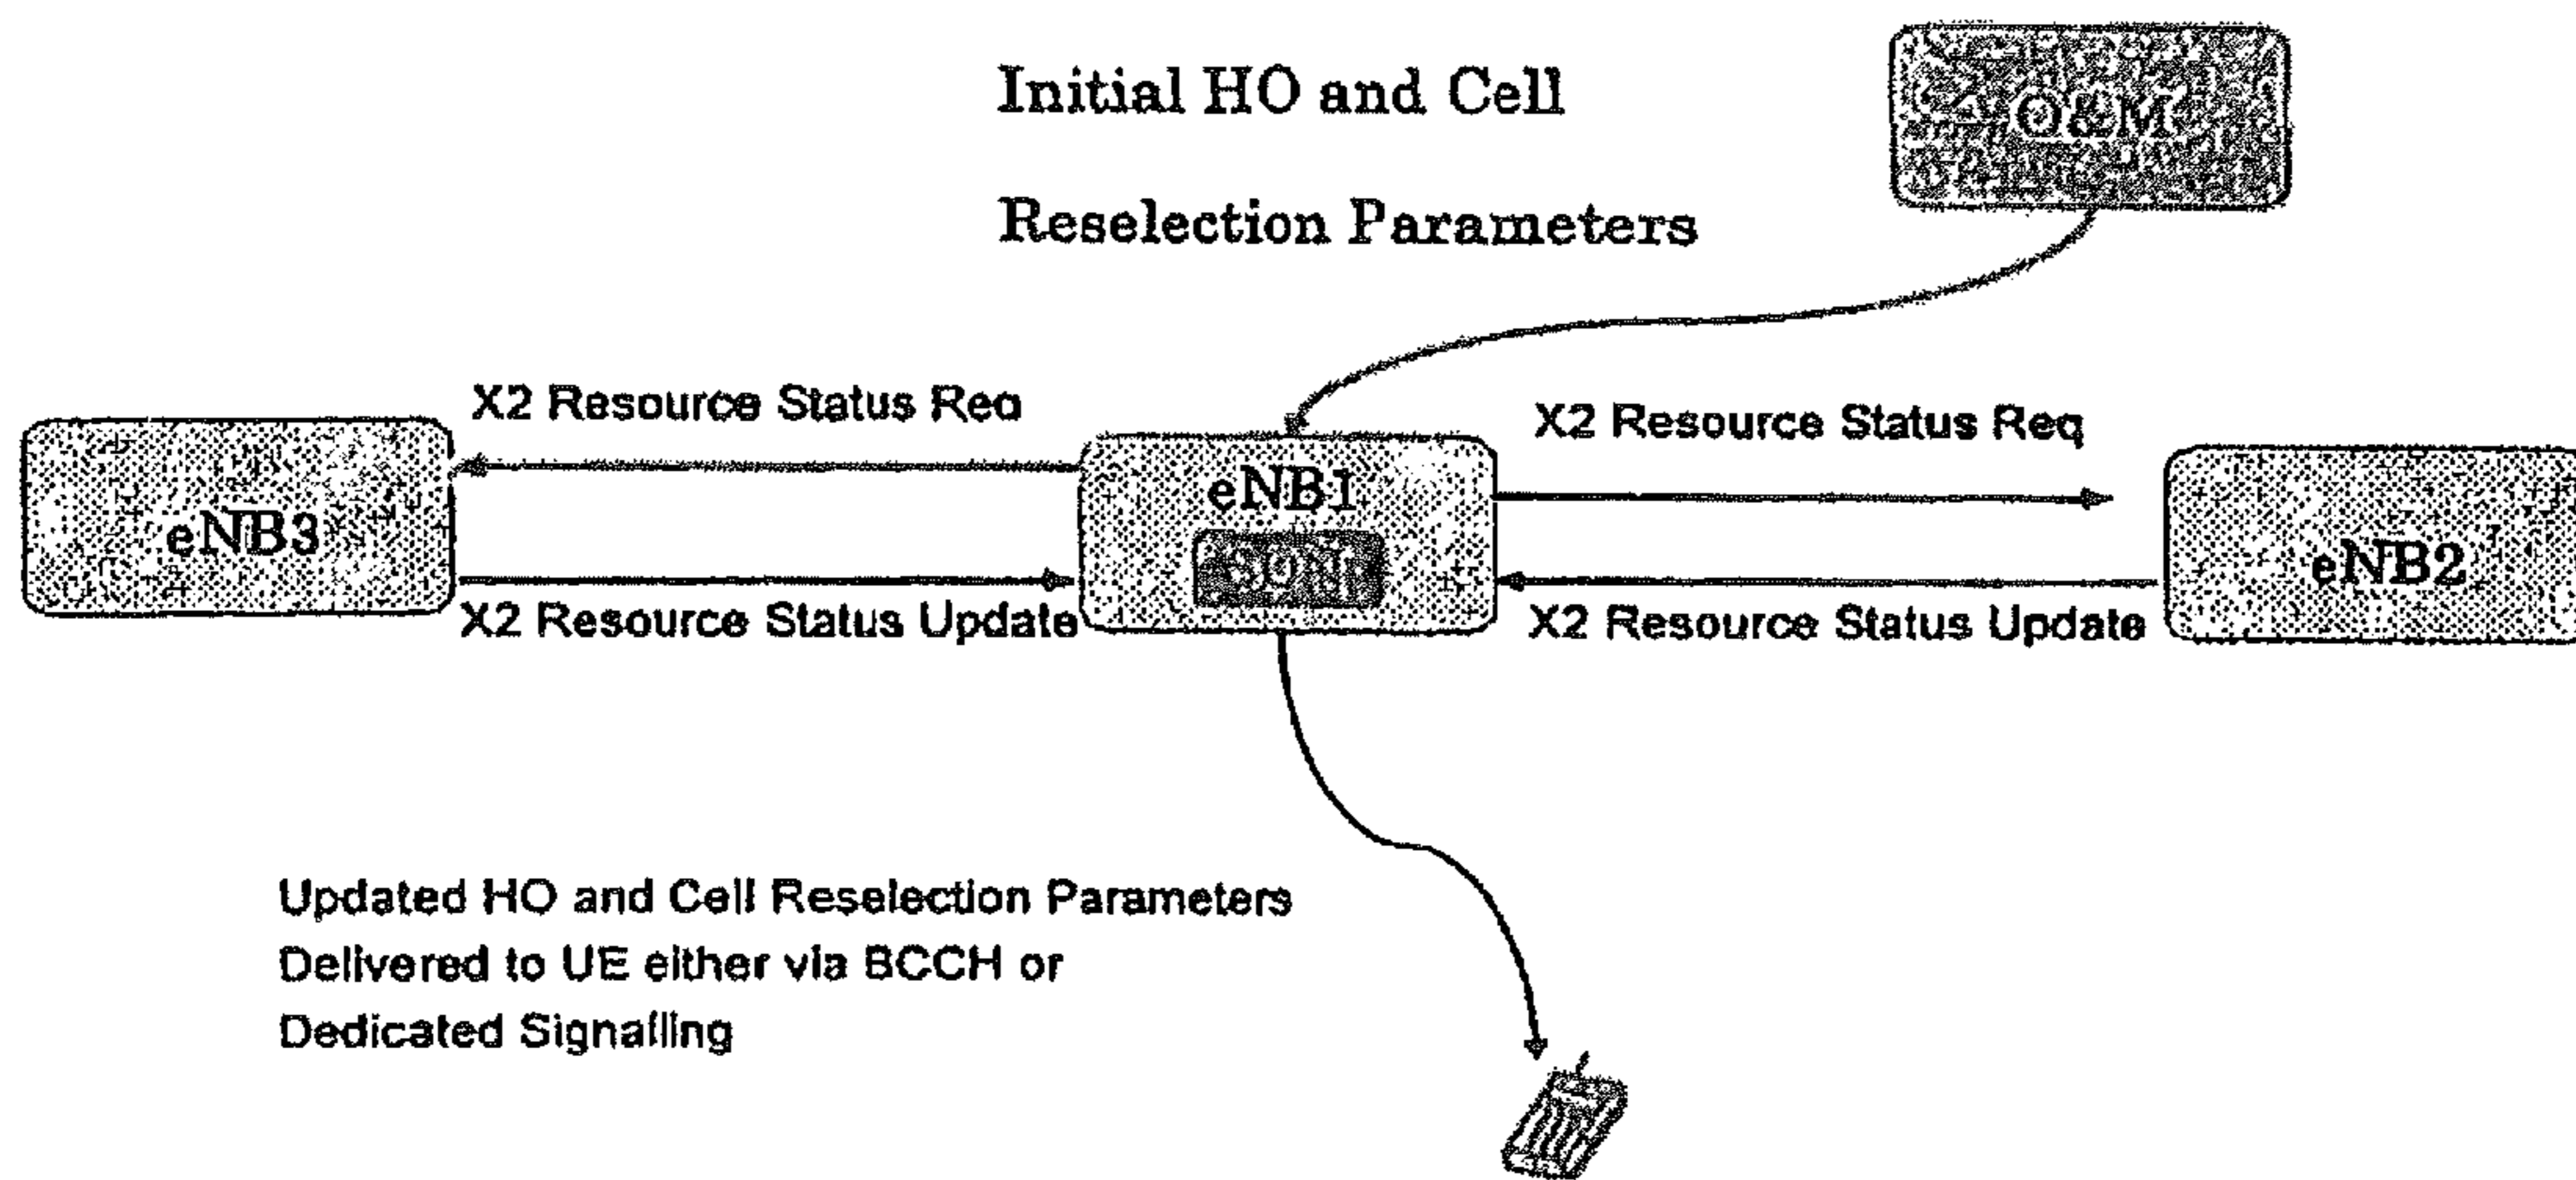 Initial HO and Cell
O&M
Reselection Parameters
X2 Resource Status Req
X2 Resource Status Req
eNB1
eNB3
eNB2
X2 Resource Status Update
X2 Resource Status Update
Updated HO and Cell Reselection Parameters
Delivered to UE either via BCCH or
Dedicated Signalling